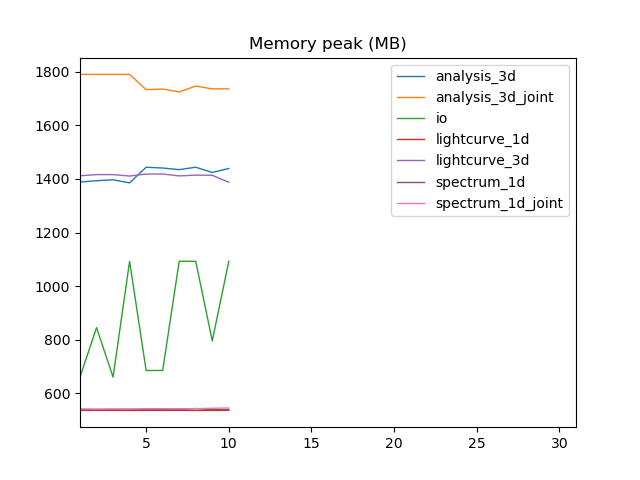 Memory peak (MB)
1800
1600
1400
1200
1000
800
600
5
10
15
20
25
30
analysis_3d
analysis_3d_joint
io
lightcurve_1d
lightcurve_3d
spectrum_1d
spectrum_1d_joint